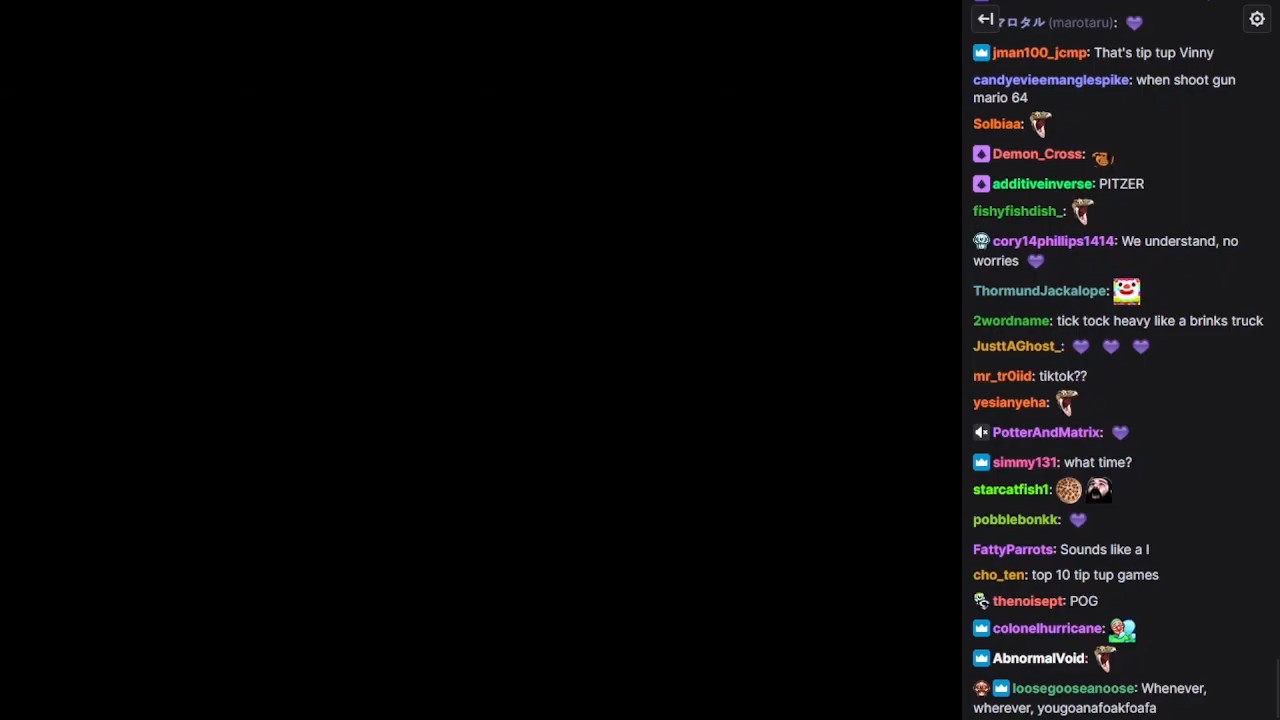 マロタル (marotaru):
jman100_jcmp: That's tip tup Vinny
candyevieemanglespike: when shoot gun
mario 64
Solbiaa:
Demon_Cross:
additiveinverse: PITZER
fishyfishdish_:
cory14phillips1414: We understand, no
worries
ThormundJackalope:
2wordname: tick tock heavy like a brinks truck
JusttAGhost_:
mr_tr0iid: tiktok??
yesianyeha:
PotterAndMatrix:
simmy131: what time?
starcatfish1:
pobblebonkk:
FattyParrots: Sounds like a l
cho_ten: top 10 tip tup games
thenoisept: POG
colonelhurricane:
AbnormalVoid:
loosegooseanoose: Whenever,
wherever, yougoanafoakfoafa